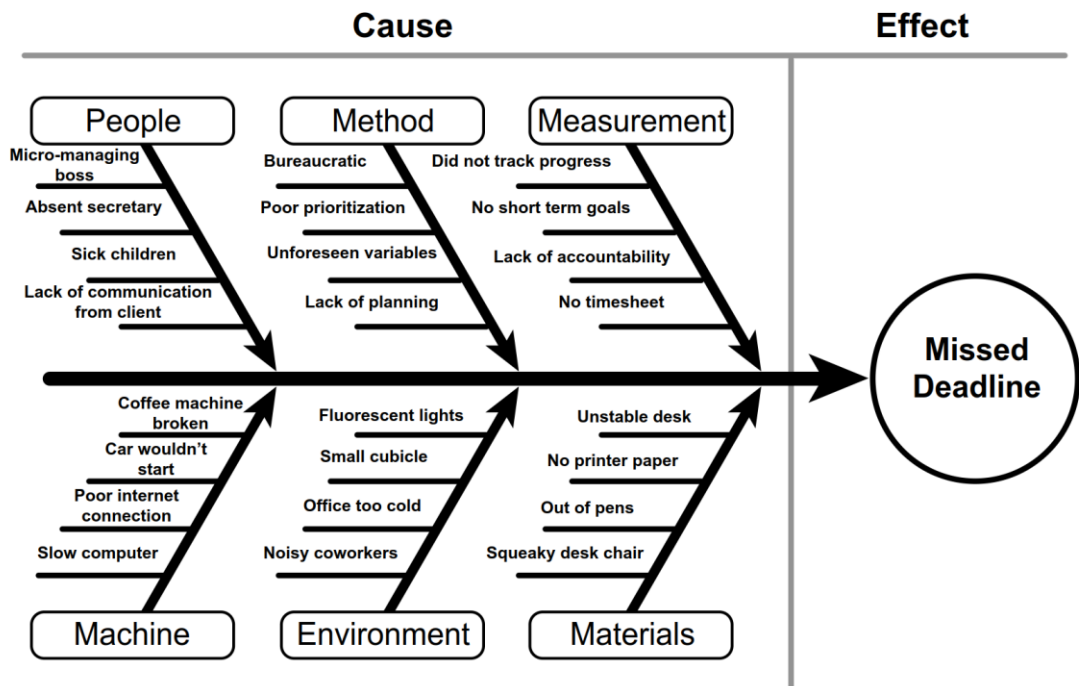 Cause
Effect
People
Method
Measurement
Micro-managing
boss
Absent secretary
Sick children
Lack of communication
from client
Bureaucratic
Poor prioritization
Unforeseen variables
Lack of planning
Did not track progress
No short term goals
Lack of accountability
No timesheet
Missed
Deadline
Coffee machine
broken
Car wouldn’t
start
Poor internet
connection
Slow computer
Fluorescent lights
Small cubicle
Office too cold
Noisy coworkers
Unstable desk
No printer paper
Out of pens
Squeaky desk chair
Machine
Environment
Materials